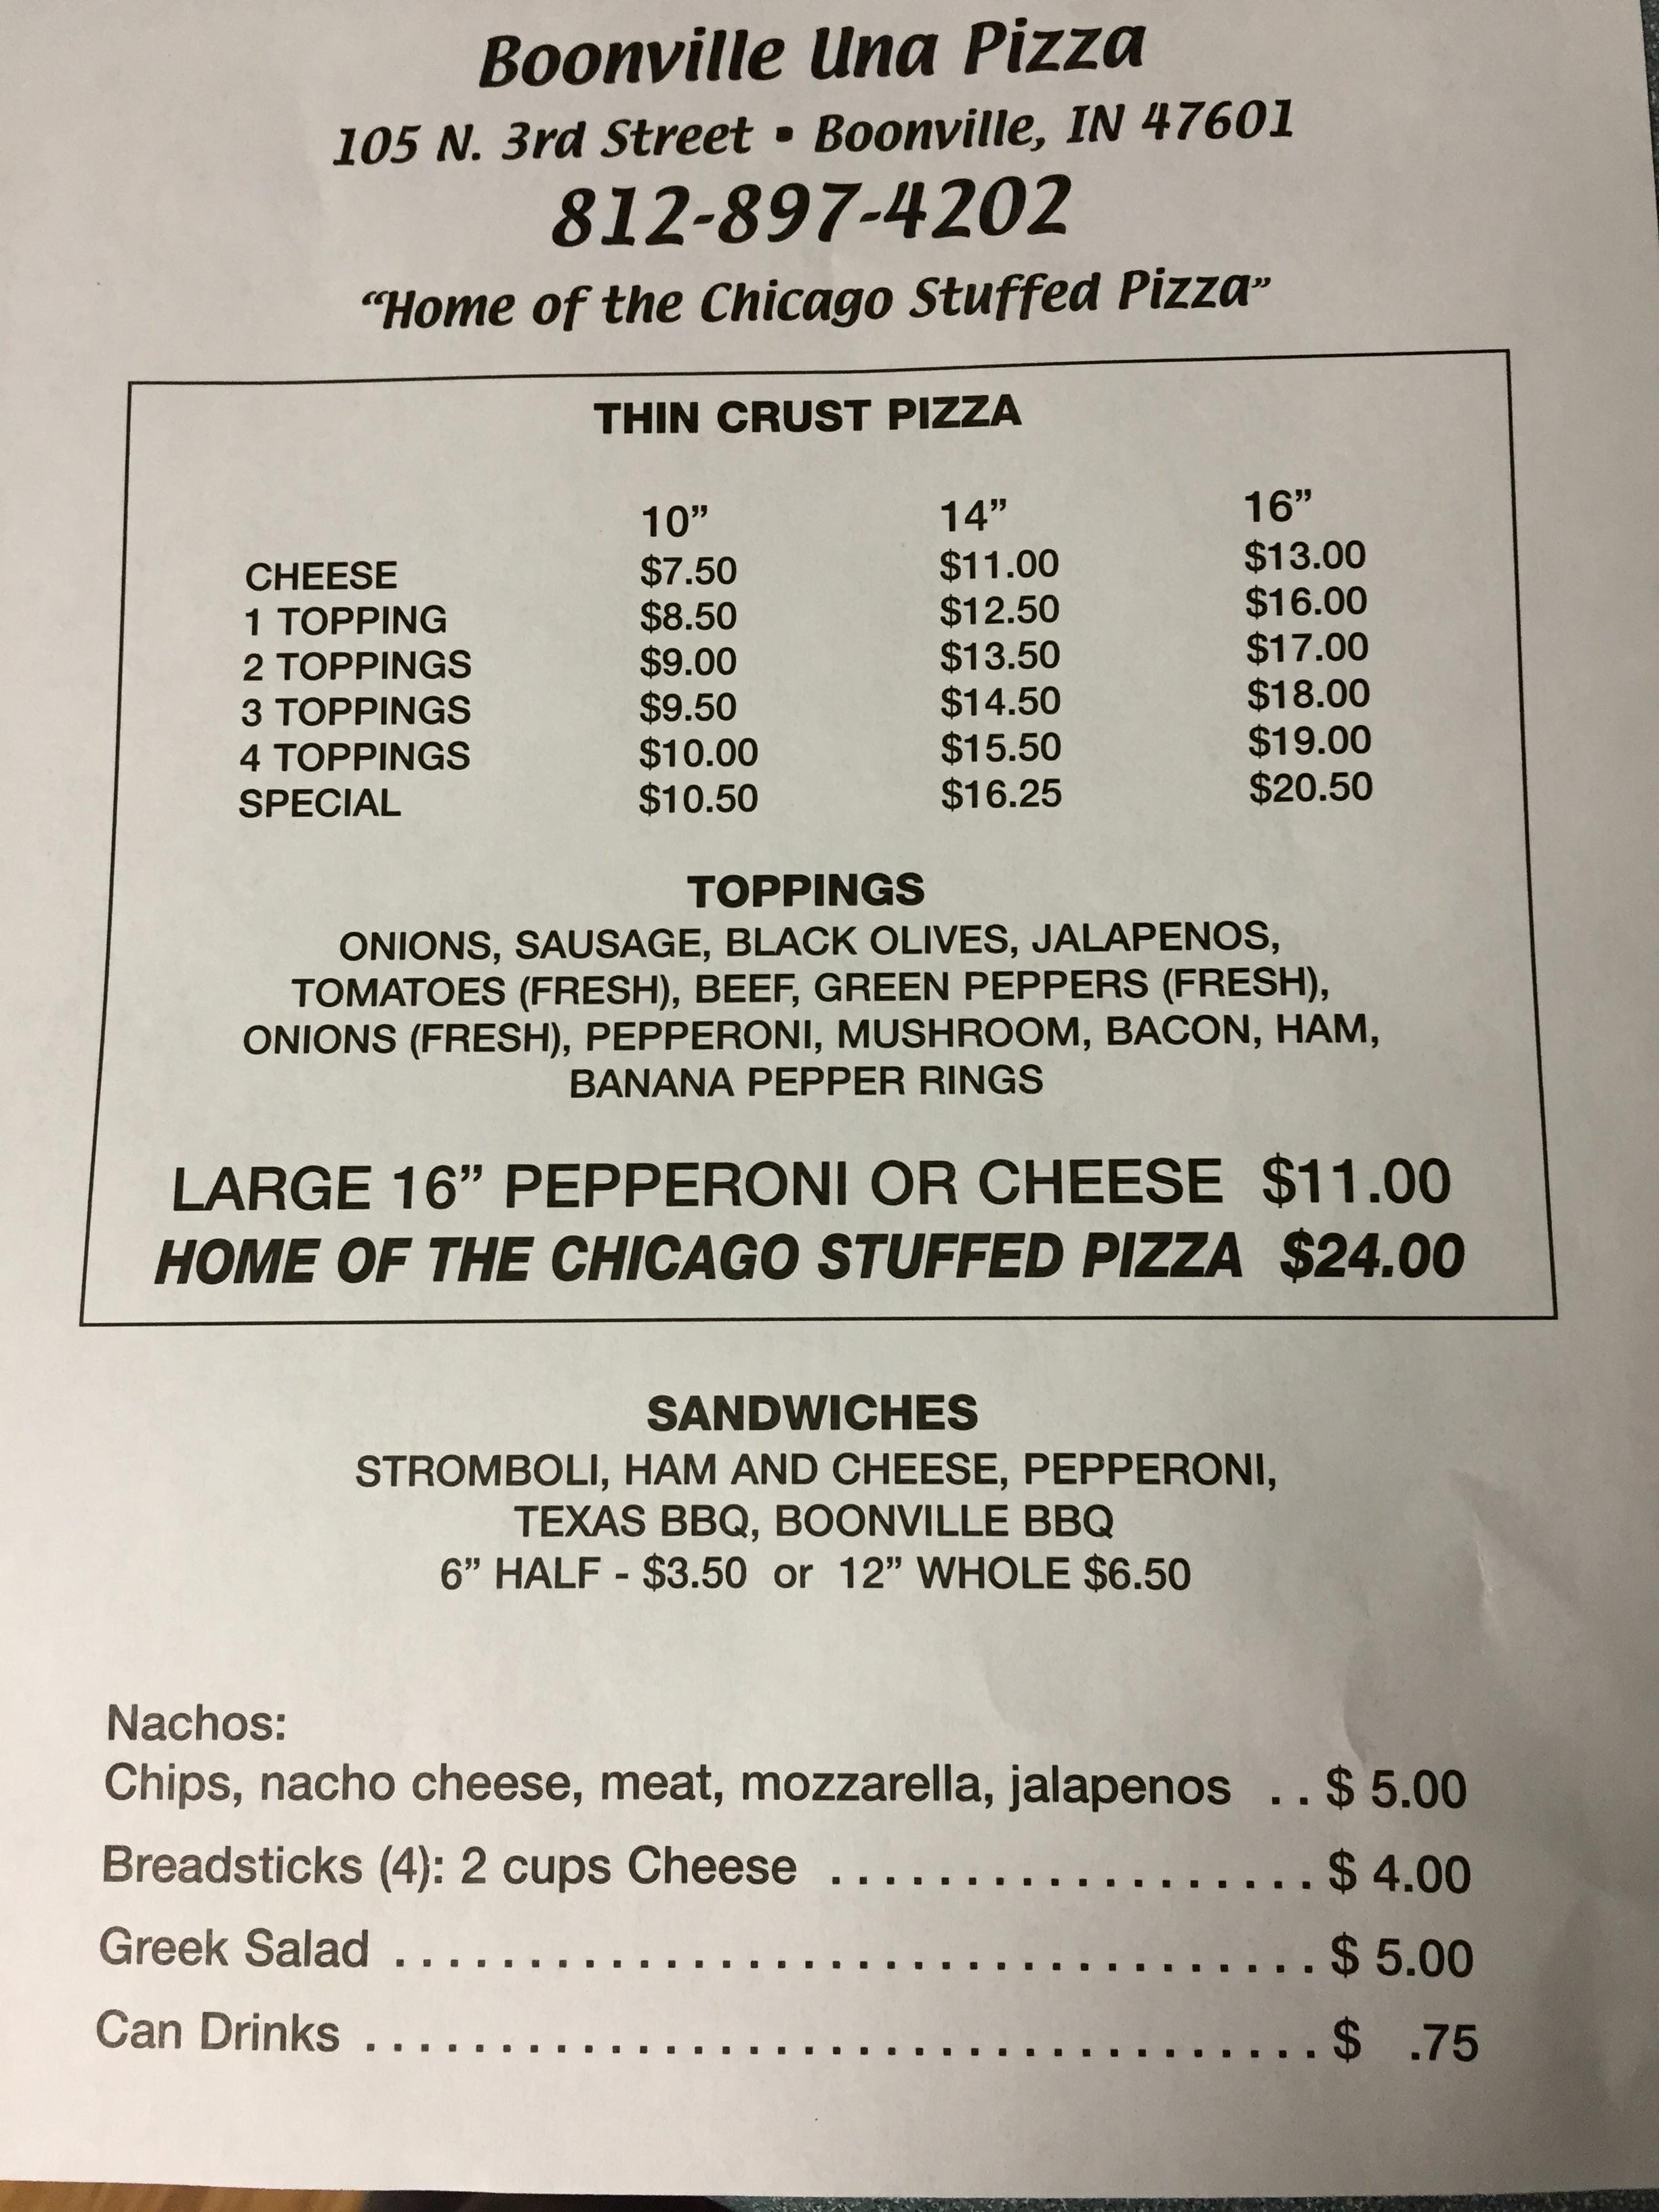 Boonville Una Pizza
105 N. 3rd Street • Boonville, IN 47601
812-897-4202
“Home of the Chicago Stuffed Pizza”
THIN CRUST PIZZA
10” 14” 16”
CHEESE $7.50 $11.00 $13.00
1 TOPPING $8.50 $12.50 $16.00
2 TOPPINGS $9.00 $13.50 $17.00
3 TOPPINGS $9.50 $14.50 $18.00
4 TOPPINGS $10.00 $15.50 $19.00
SPECIAL $10.50 $16.25 $20.50
TOPPINGS
ONIONS, SAUSAGE, BLACK OLIVES, JALAPENOS,
TOMATOES (FRESH), BEEF, GREEN PEPPERS (FRESH),
ONIONS (FRESH), PEPPERONI, MUSHROOM, BACON, HAM,
BANANA PEPPER RINGS
LARGE 16” PEPPERONI OR CHEESE $11.00
HOME OF THE CHICAGO STUFFED PIZZA $24.00
SANDWICHES
STROMBOLI, HAM AND CHEESE, PEPPERONI,
TEXAS BBQ, BOONVILLE BBQ
6” HALF - $3.50 or 12” WHOLE $6.50
Nachos:
Chips, nacho cheese, meat, mozzarella, jalapenos . . $ 5.00
Breadsticks (4): 2 cups Cheese . . . . . . . . . . . . . . . . . . $ 4.00
Greek Salad . . . . . . . . . . . . . . . . . . . . . . . . . . . . . . . . . . $ 5.00
Can Drinks . . . . . . . . . . . . . . . . . . . . . . . . . . . . . . . . . . . $ .75